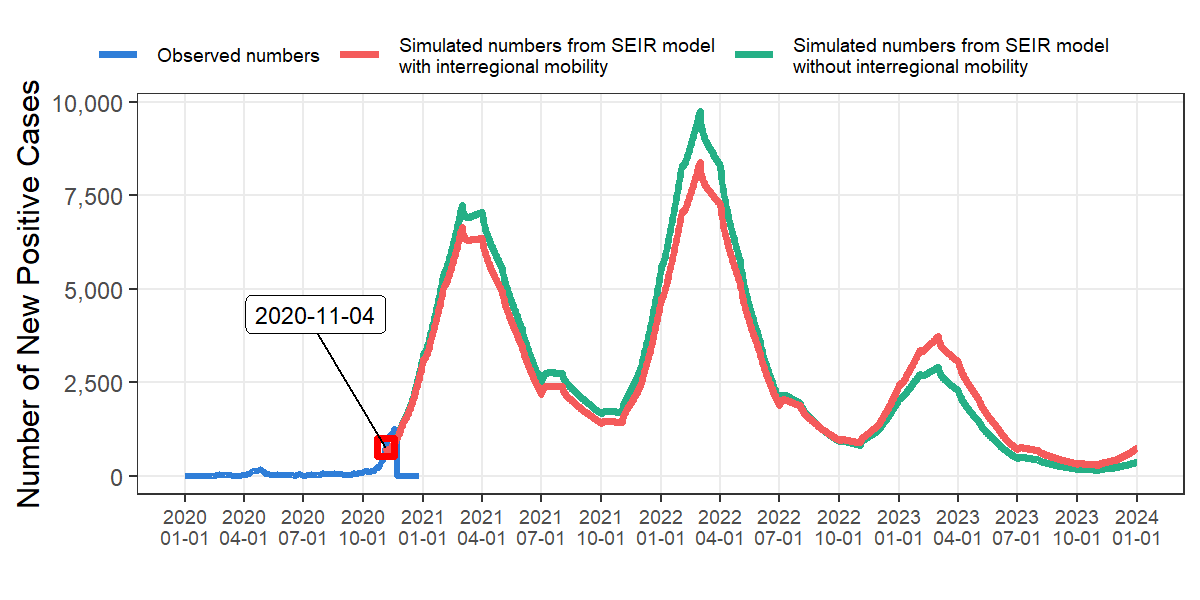 Observed numbers
Simulated numbers from SEIR model
with interregional mobility
Simulated numbers from SEIR model
without interregional mobility
Number of New Positive Cases
10,000
7,500
5,000
2,500
0
2020-11-04
2020 2020 2020 2020 2021 2021 2021 2021 2022 2022 2022 2022 2023 2023 2023 2023 2024
01-01 04-01 07-01 10-01 01-01 04-01 07-01 10-01 01-01 04-01 07-01 10-01 01-01 04-01 07-01 10-01 01-01